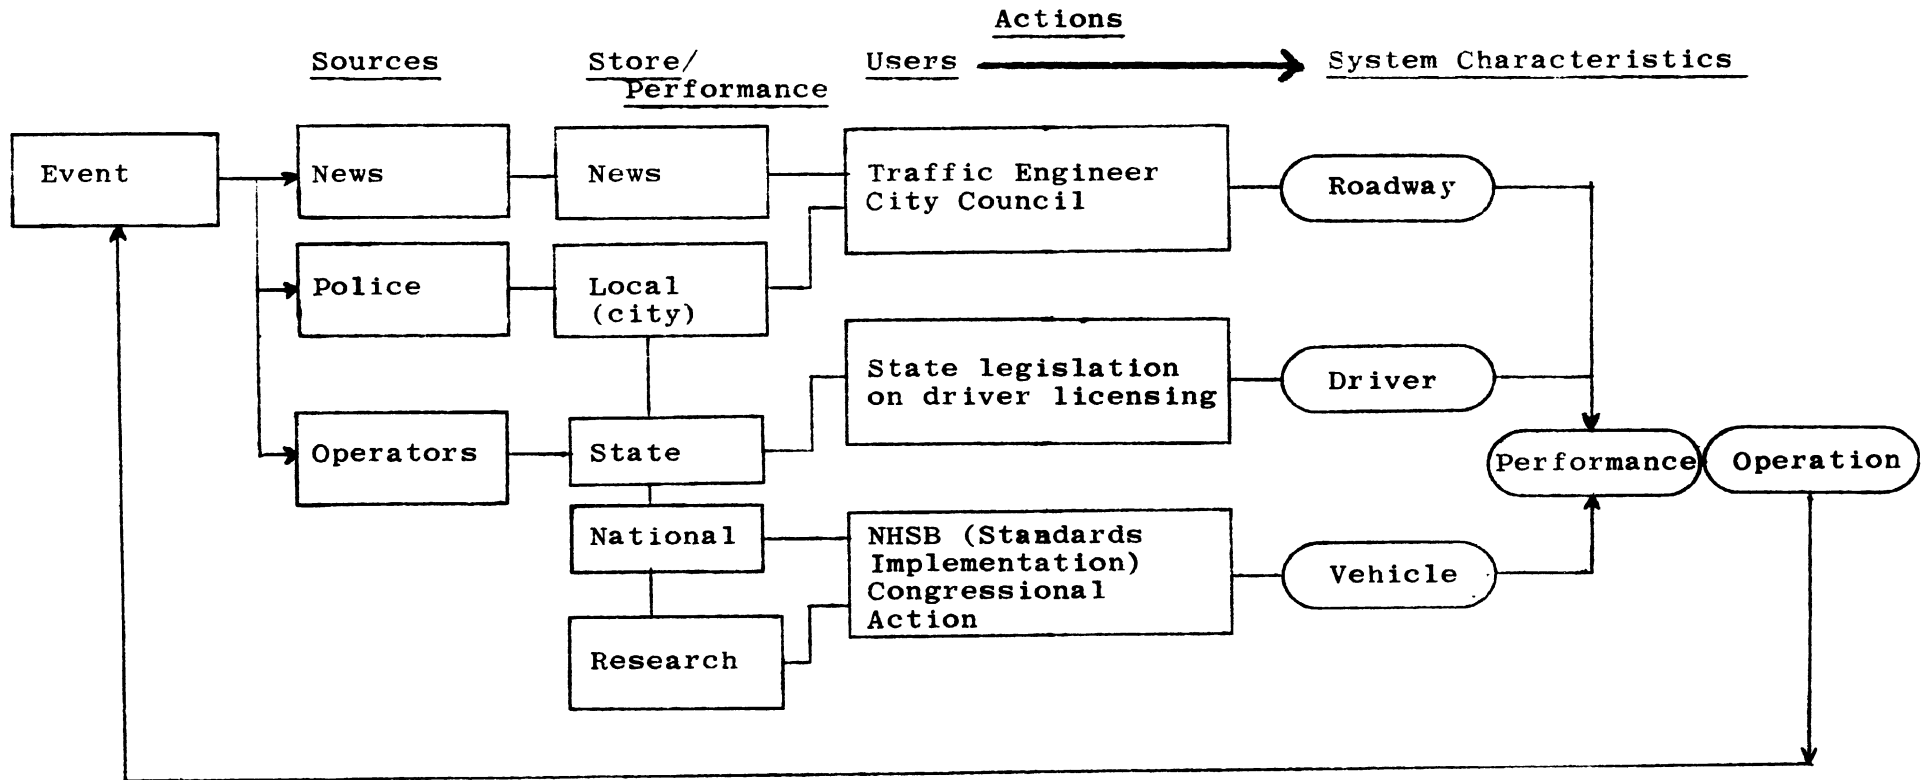 Actions
Sources
Store/
Performance
Users
System Characteristics
Event
News
News
Traffic Engineer
City Council
Roadway
Police
Local
(city)
State legislation
on driver licensing
Driver
Operators
State
Performance
Operation
National
NHSB (Standards
Implementation)
Congressional
Action
Vehicle
Research